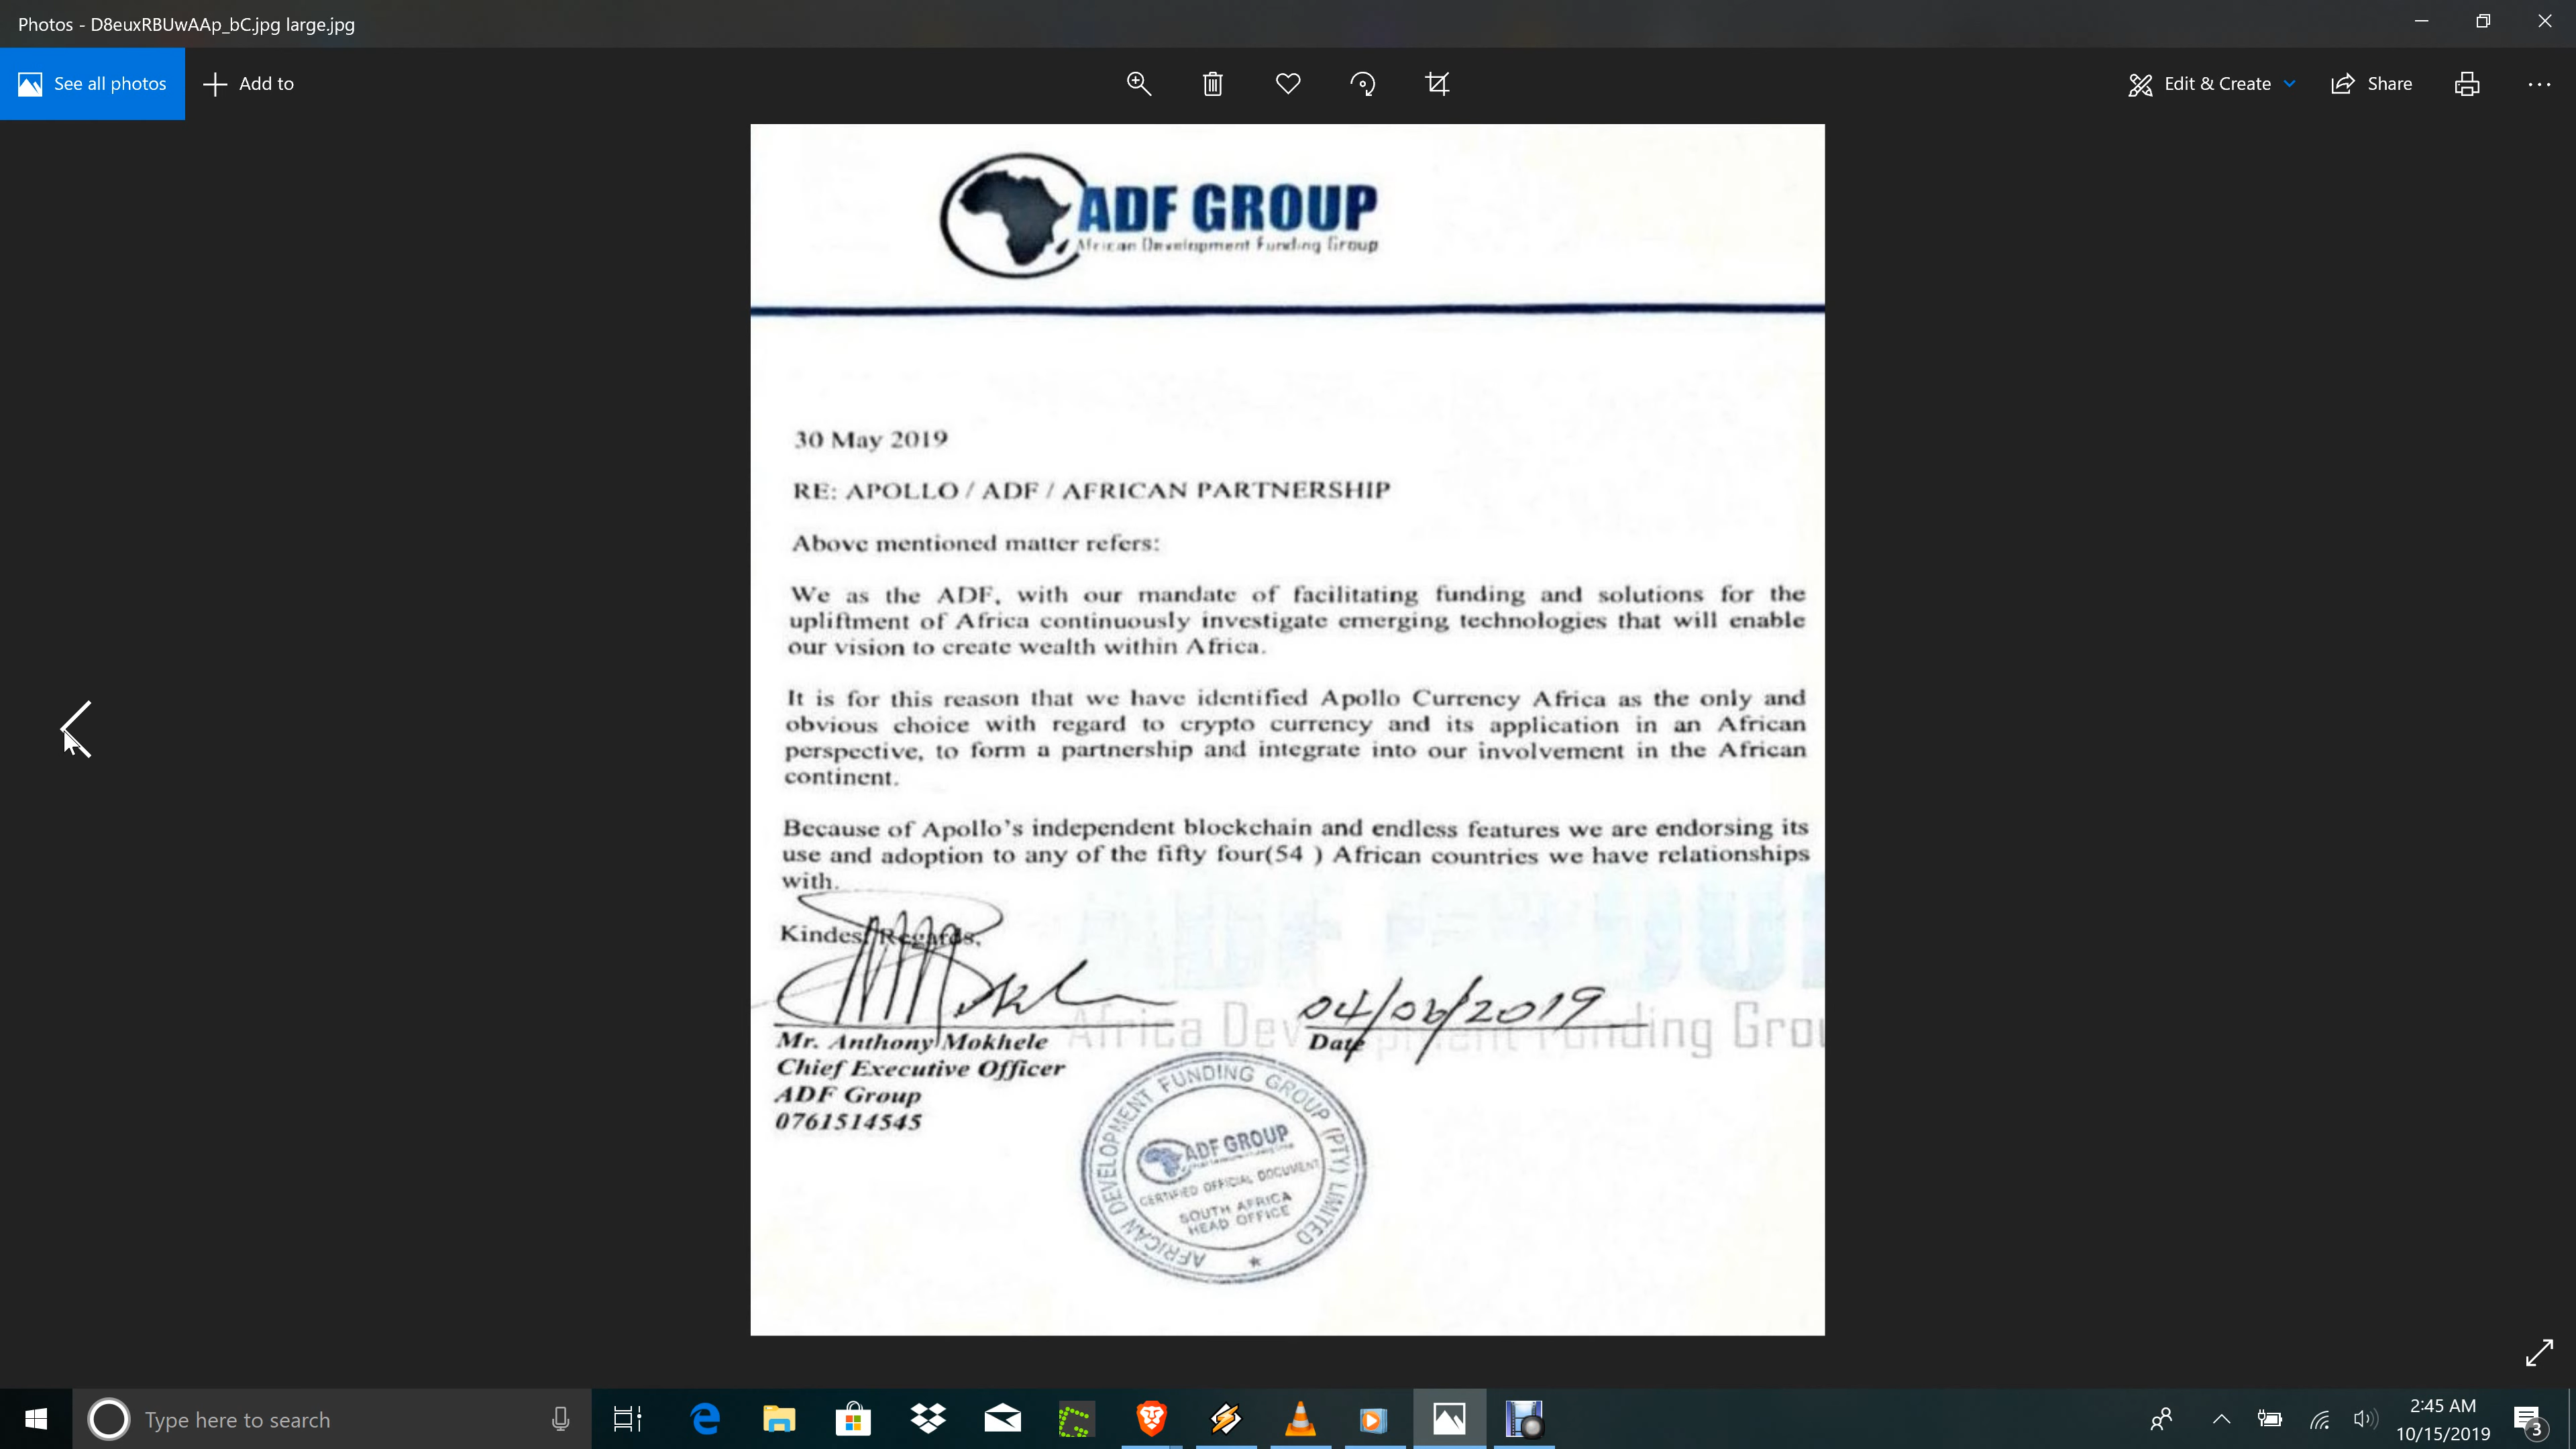 Photos - D8euxRBUwAAp_bC.jpg large.jpg
See all photos
Add to
Edit & Create
Share
ADF GROUP
African Development Funding Group
30 May 2019
RE: APOLLO / ADF / AFRICAN PARTNERSHIP
Above mentioned matter refers:
We as the ADF, with our mandate of facilitating funding and solutions for the
upliftment of Africa continuously investigate emerging technologies that will enable
our vision to create wealth within Africa.
It is for this reason that we have identified Apollo Currency Africa as the only and
obvious choice with regard to crypto currency and its application in an African
perspective, to form a partnership and integrate into our involvement in the African
continent.
Because of Apollo's independent blockchain and endless features we are endorsing its
use and adoption to any of the fifty four(54 ) African countries we have relationships
with.
Kindest Regards,
04/06/2019
Mr. Anthony Mokhele
Date
Chief Executive Officer
ADF Group
0761514545
AFRICAN DEVELOPMENT FUNDING GROUP (PTY) LIMITED
ADF GROUP
CERTIFIED OFFICIAL DOCUMENT
SOUTH AFRICA
HEAD OFFICE
Type here to search
2:45 AM
10/15/2019
3